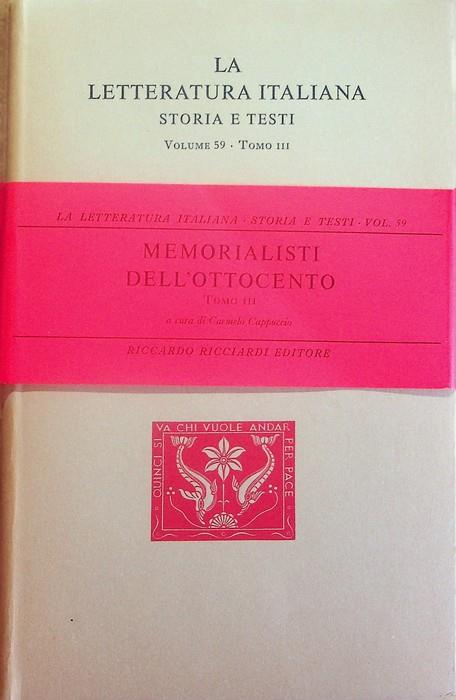 LA
LETTERATURA ITALIANA
STORIA E TESTI
VOLUME 59 · TOMO III
LA LETTERATURA ITALIANA · STORIA E TESTI · VOL. 59
MEMORIALISTI
DELL'OTTOCENTO
TOMO III
a cura di Carmelo Cappuccio
RICCARDO RICCIARDI EDITORE
QUINCI SI VA CHI VUOLE ANDAR PER PACE